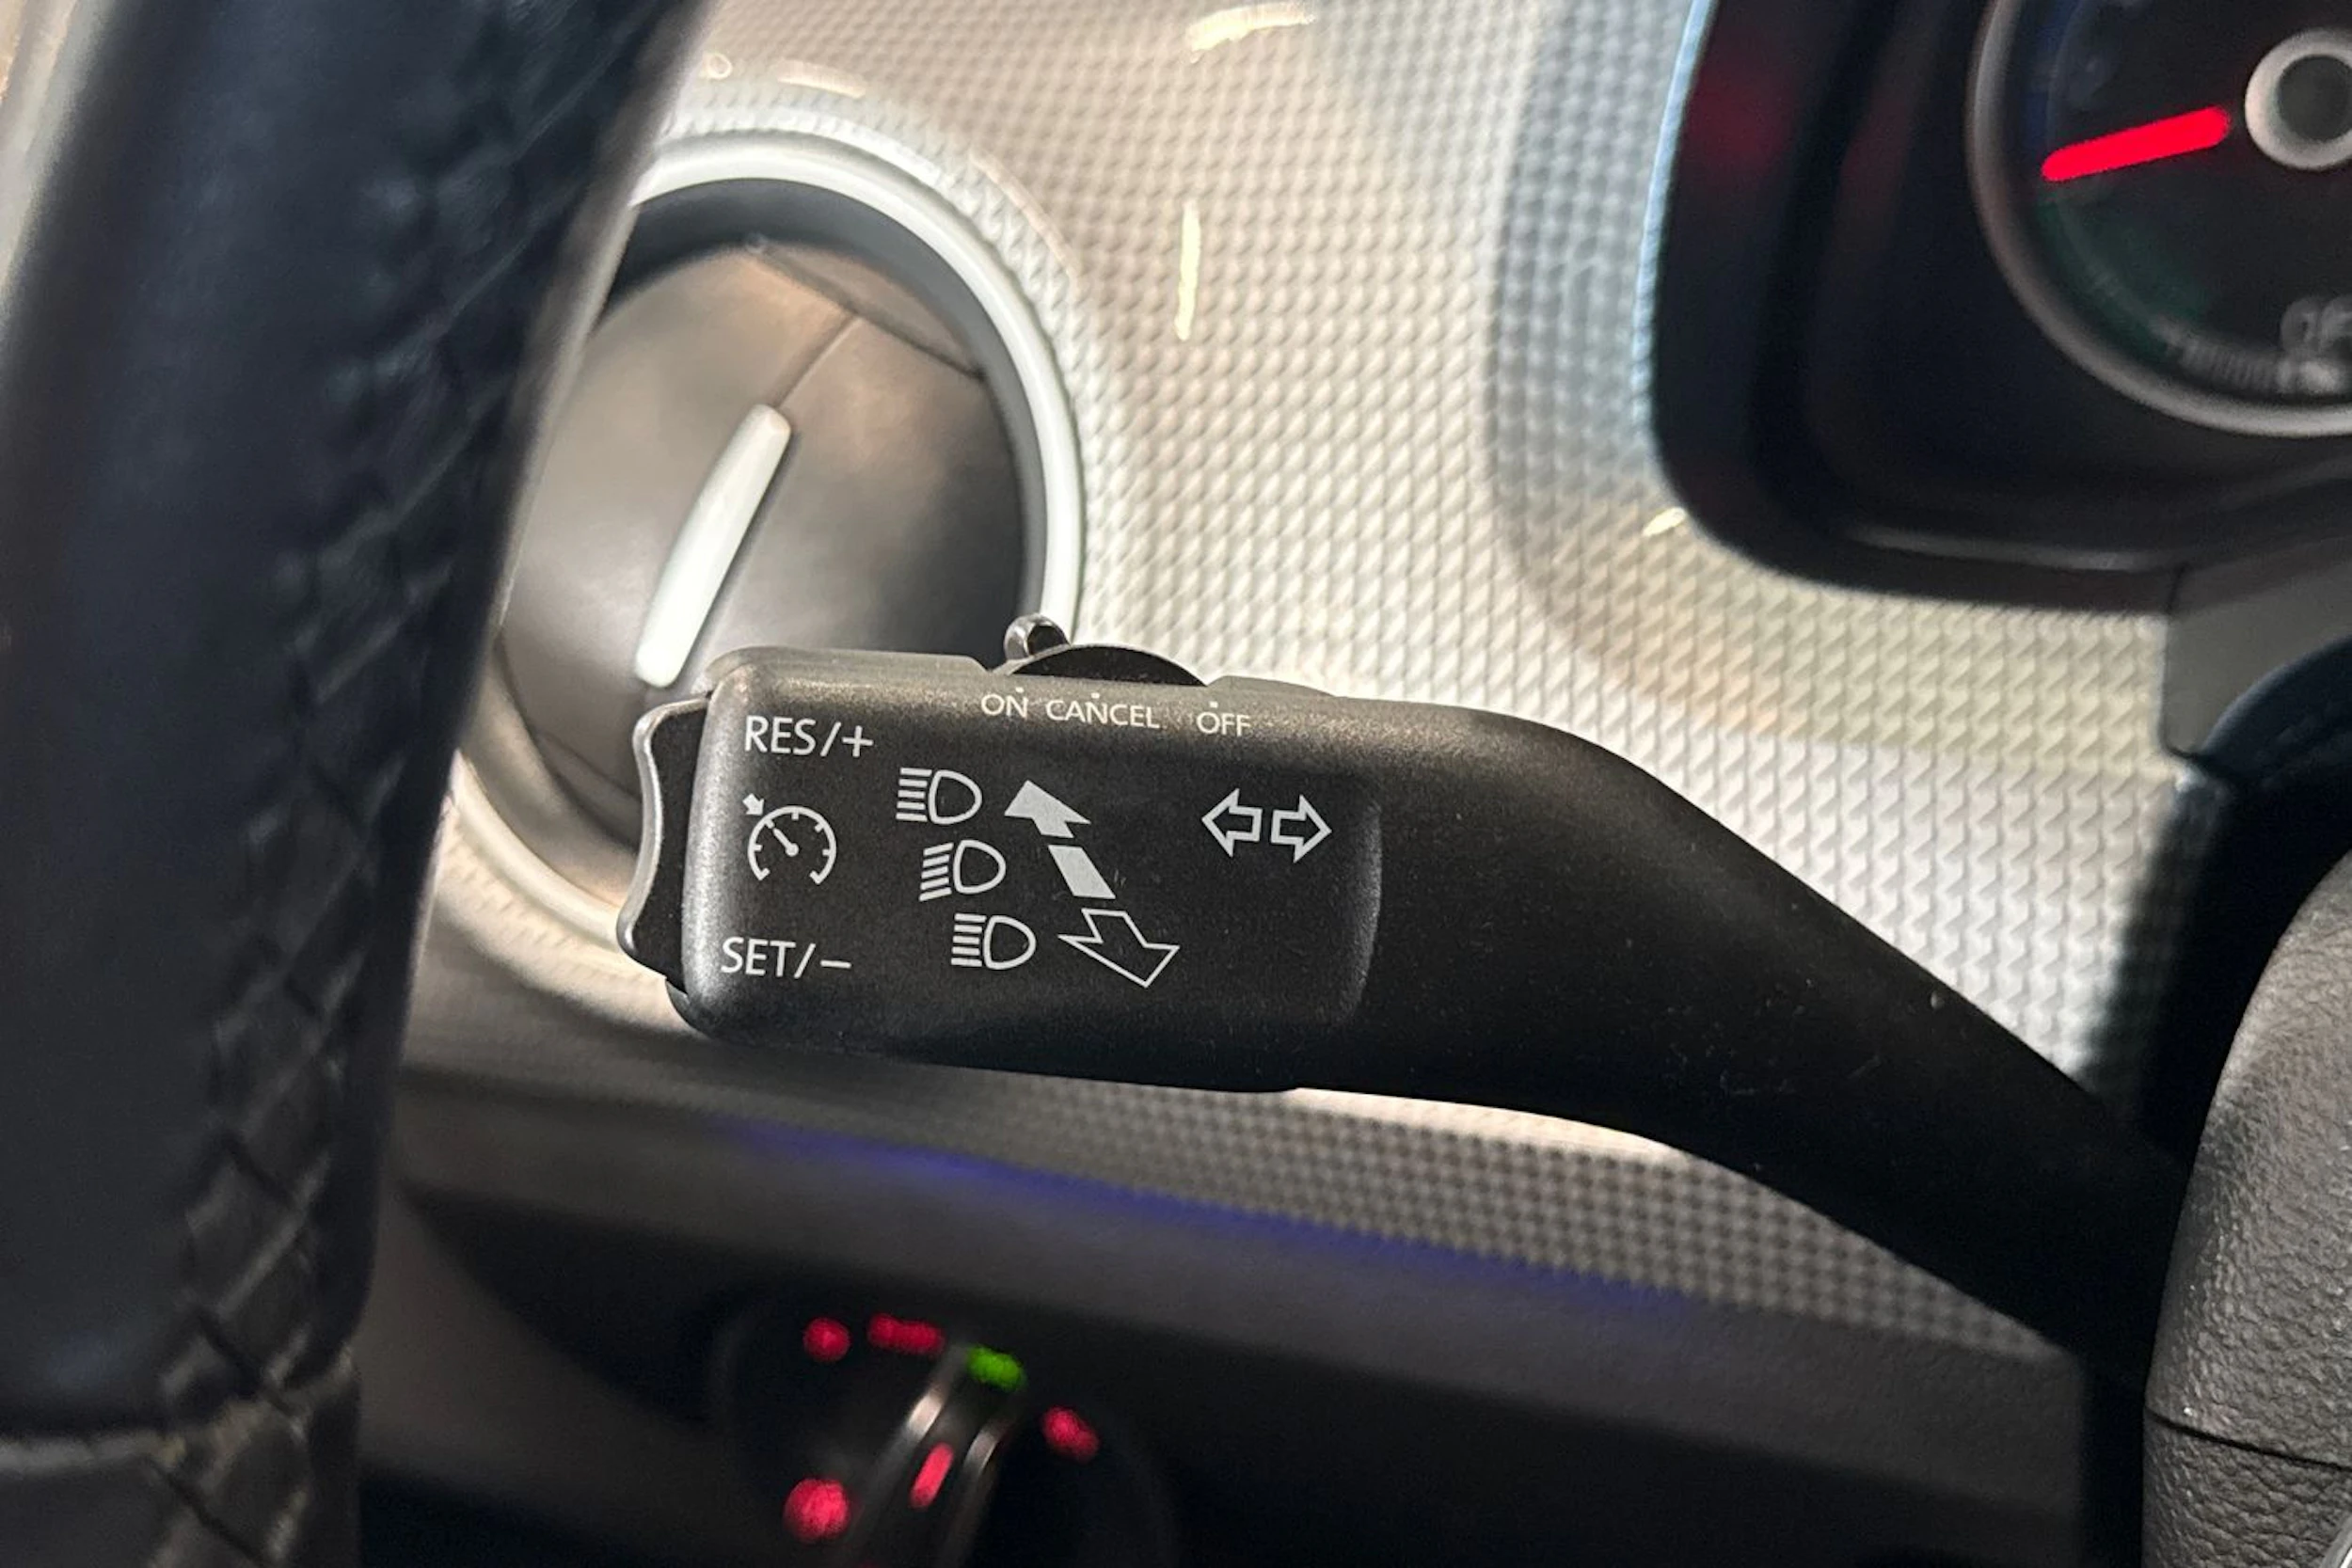 ON CANCEL OFF
RES/+
SET/−